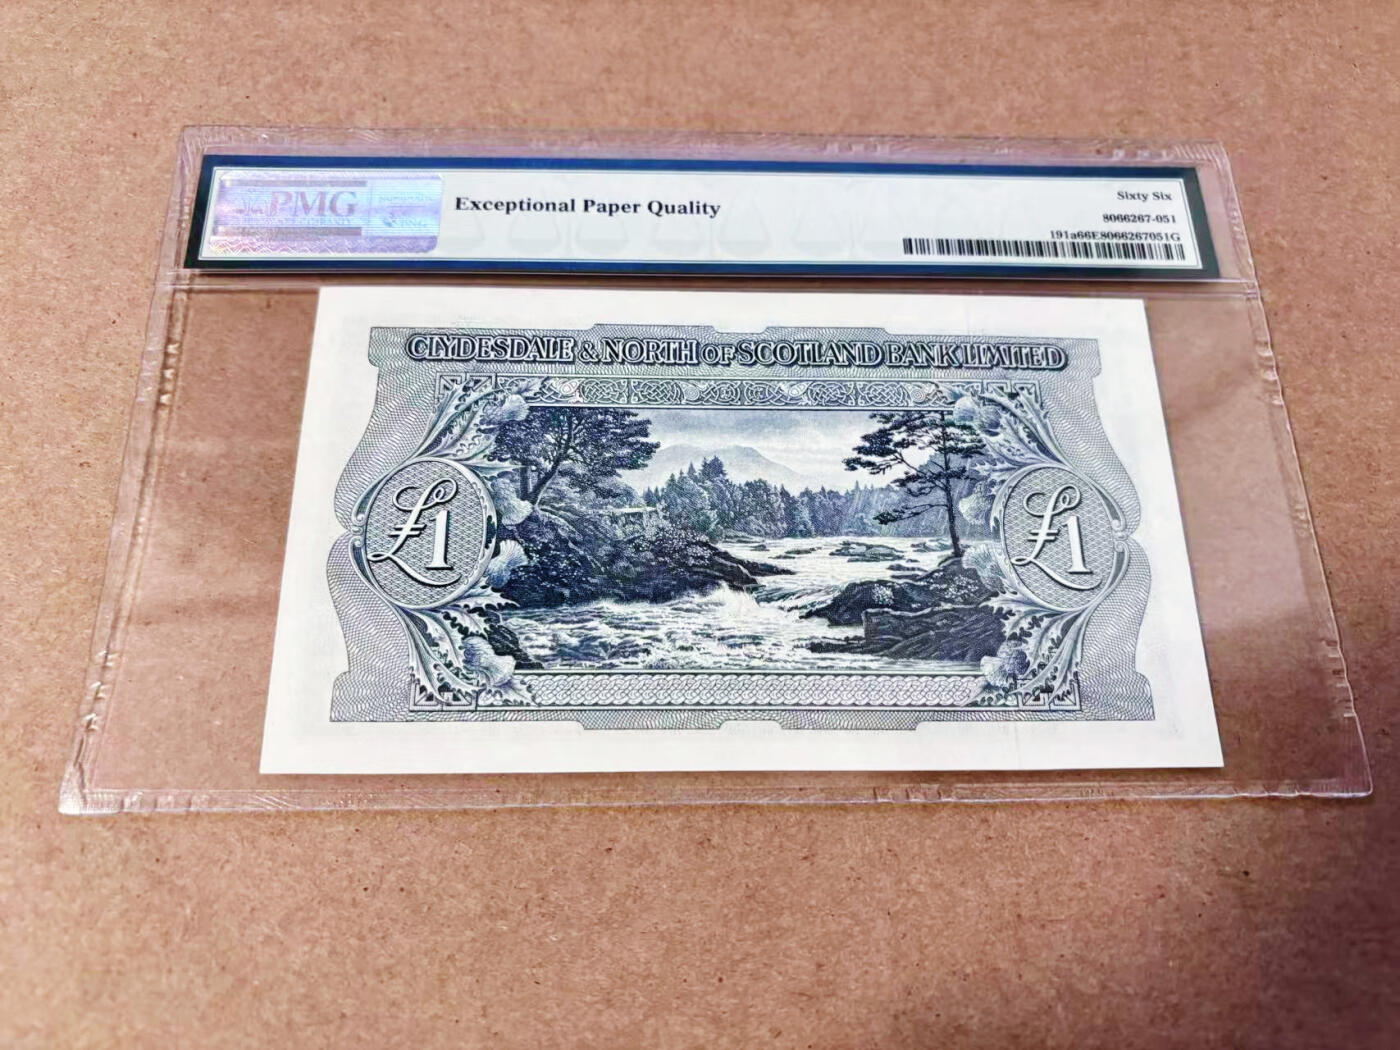 PMG
Exceptional Paper Quality
Sixty Six
8066267-051
191a66E8066267051G
CLYDESDALE & NORTH OF SCOTLAND BANK LIMITED
£1
£1